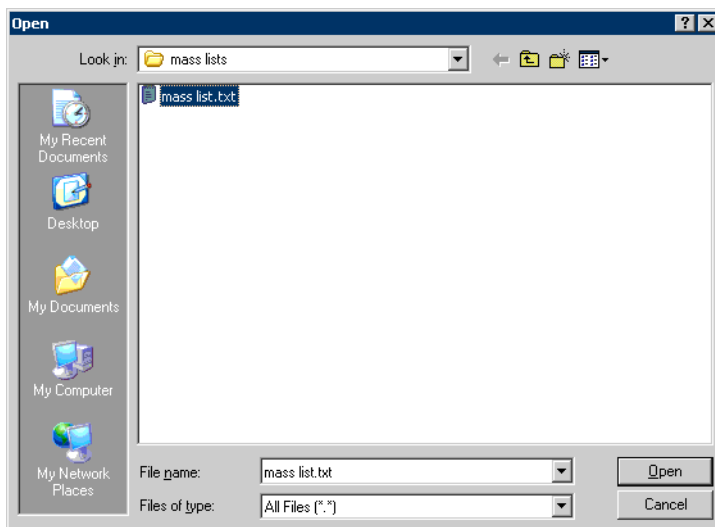 Open
Look in:
mass lists
mass list.txt
My Recent
Documents
Desktop
My Documents
My Computer
My Network
Places
File name:
mass list.txt
Open
Files of type:
All Files (*.*)
Cancel